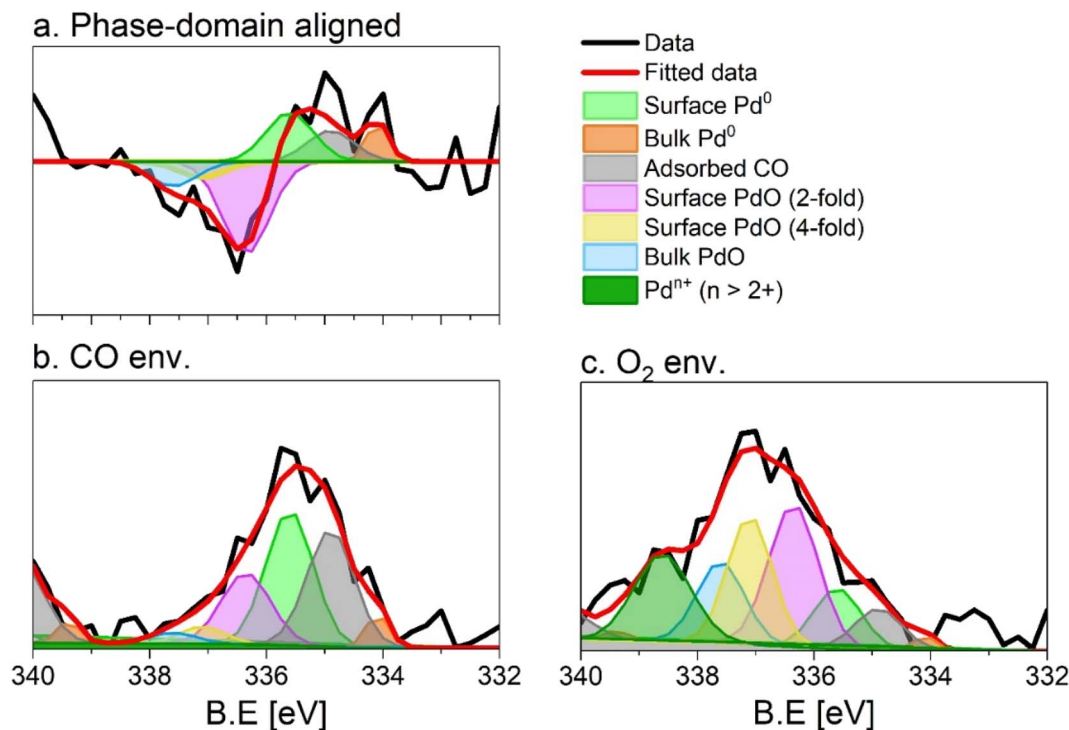 a. Phase-domain aligned
Data
Fitted data
Surface Pd⁰
Bulk Pd⁰
Adsorbed CO
Surface PdO (2-fold)
Surface PdO (4-fold)
Bulk PdO
Pdⁿ⁺ (n > 2+)
b. CO env.
340 338 336 334 332
B.E [eV]
c. O₂ env.
340 338 336 334 332
B.E [eV]